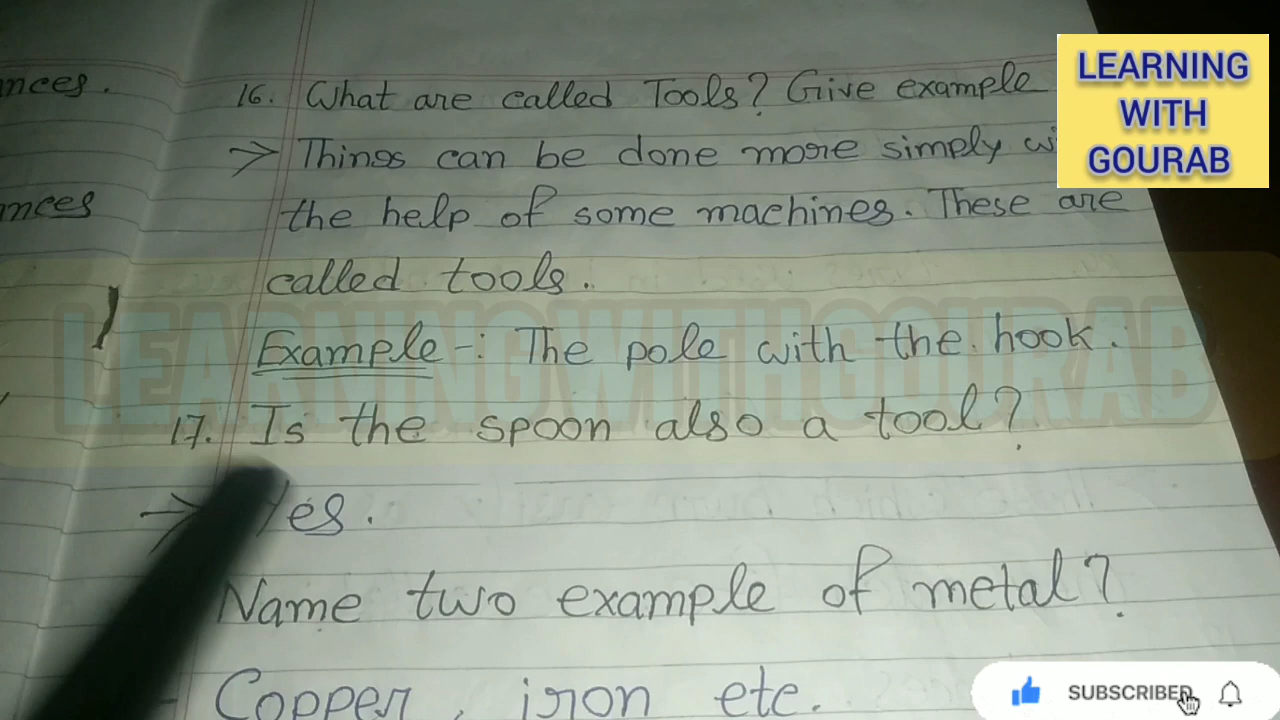 nces.
16. What are called Tools? Give example
→ Things can be done more simply
the help of some machines. These are
nces
called tools.
Example -: The pole with the hook.
17. Is the spoon also a tool?
→ Yes.
Name two example of metal?
Copper, iron etc.
LEARNING
WITH
GOURAB
LEARNINGWITHGOURAB
SUBSCRIBED